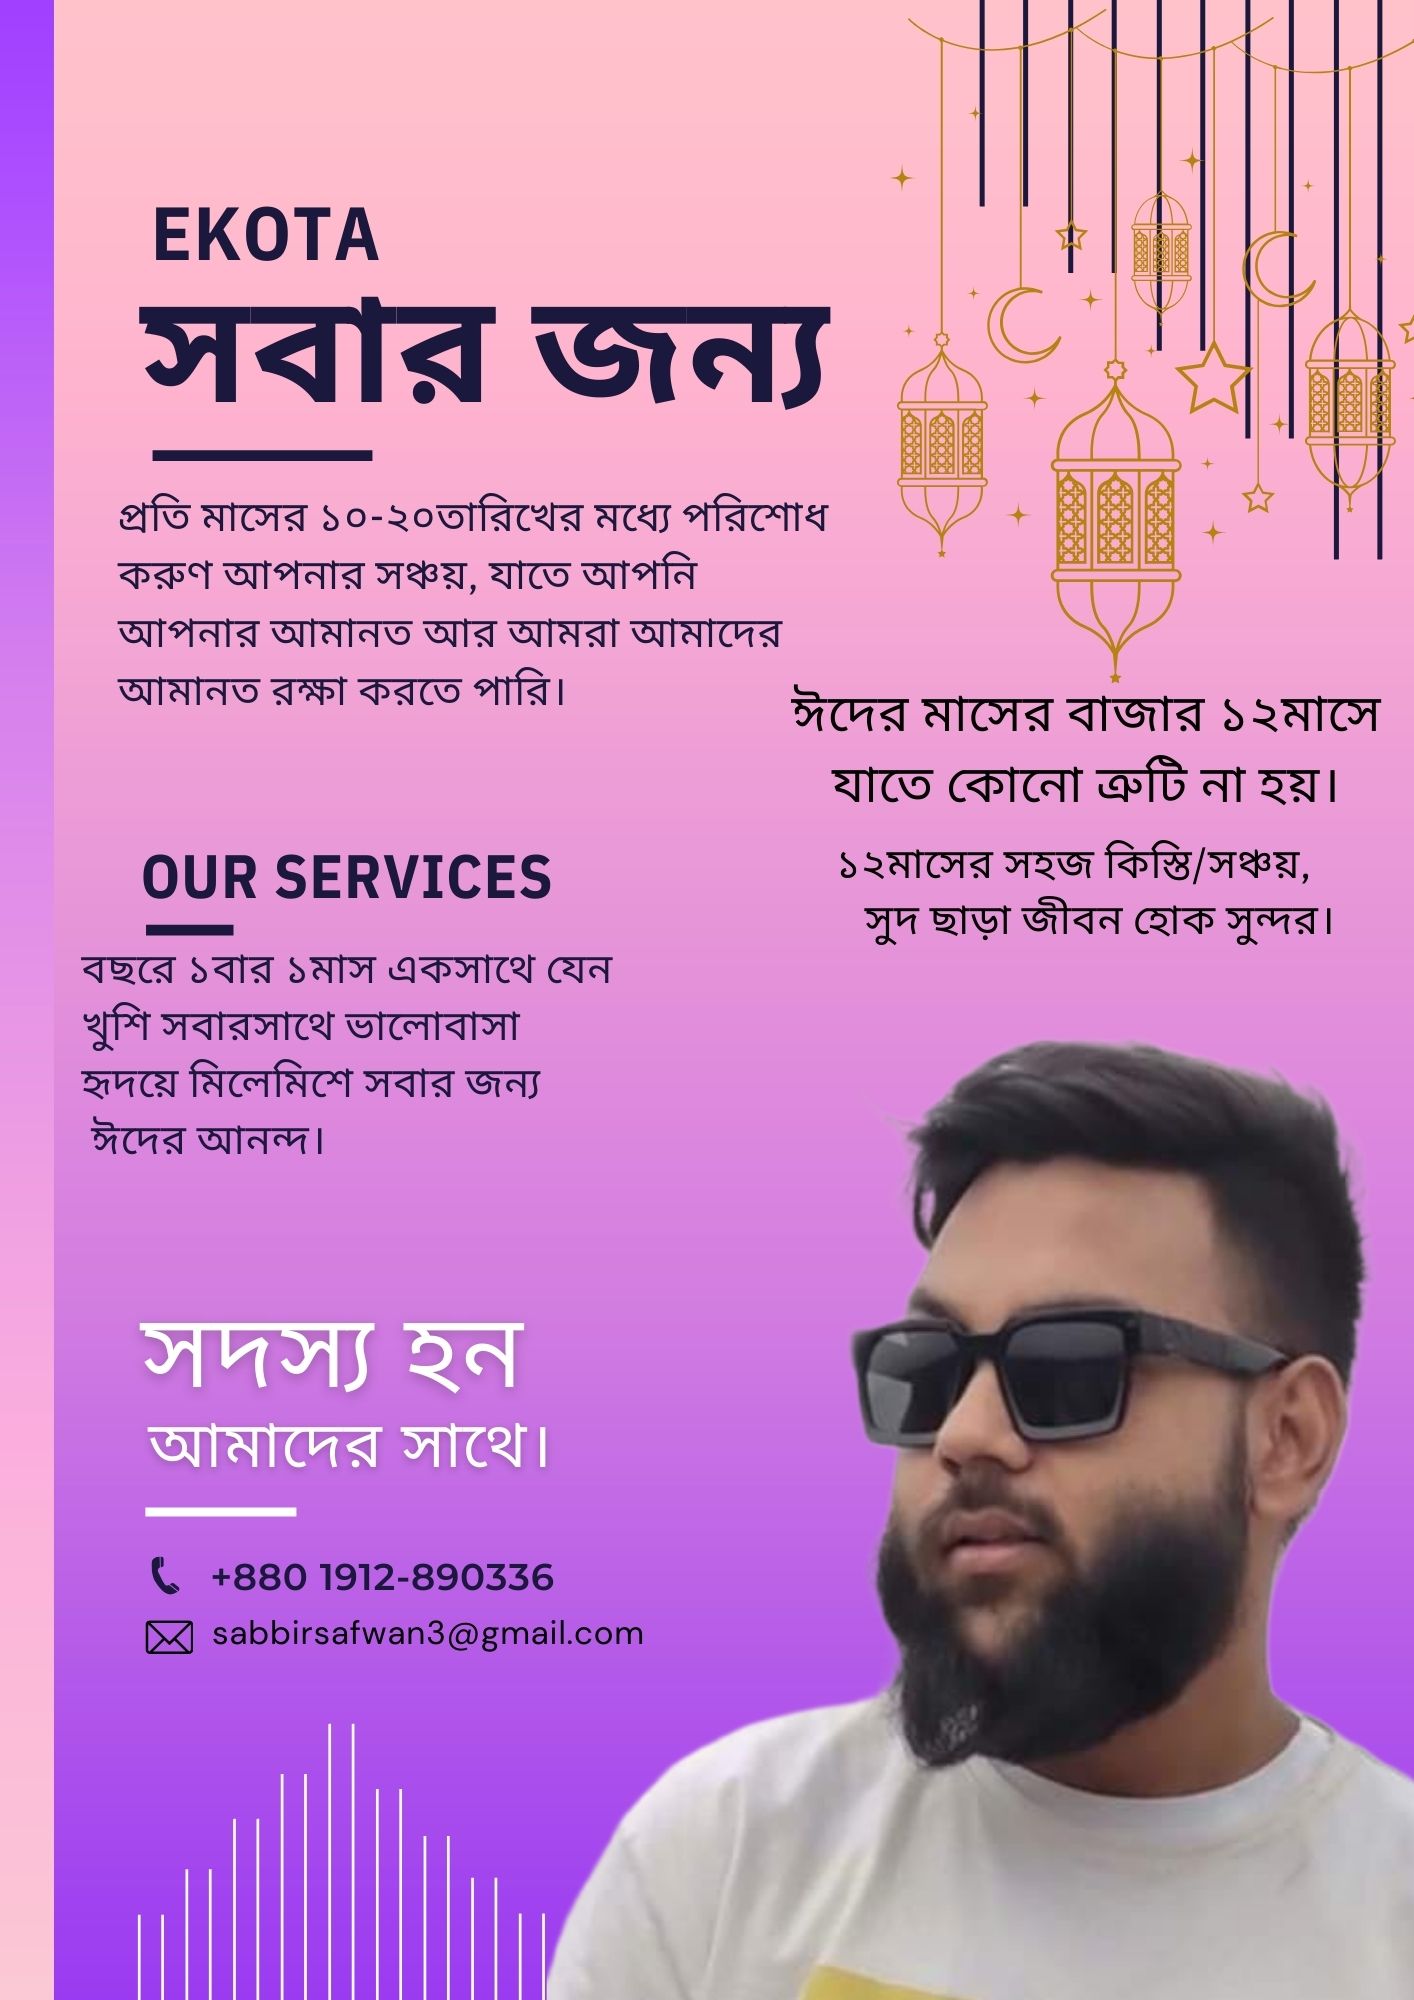 EKOTA
সবার জন্য
প্রতি মাসের ১০-২০তারিখের মধ্যে পরিশোধ
করুণ আপনার সঞ্চয়, যাতে আপনি
আপনার আমানত আর আমরা আমাদের
আমানত রক্ষা করতে পারি।
ঈদের মাসের বাজার ১২মাসে
যাতে কোনো ত্রুটি না হয়।
১২মাসের সহজ কিস্তি/সঞ্চয়,
সুদ ছাড়া জীবন হোক সুন্দর।
OUR SERVICES
বছরে ১বার ১মাস একসাথে যেন
খুশি সবারসাথে ভালোবাসা
হৃদয়ে মিলেমিশে সবার জন্য
ঈদের আনন্দ।
সদস্য হন
আমাদের সাথে।
+880 1912-890336
sabbirsafwan3@gmail.com